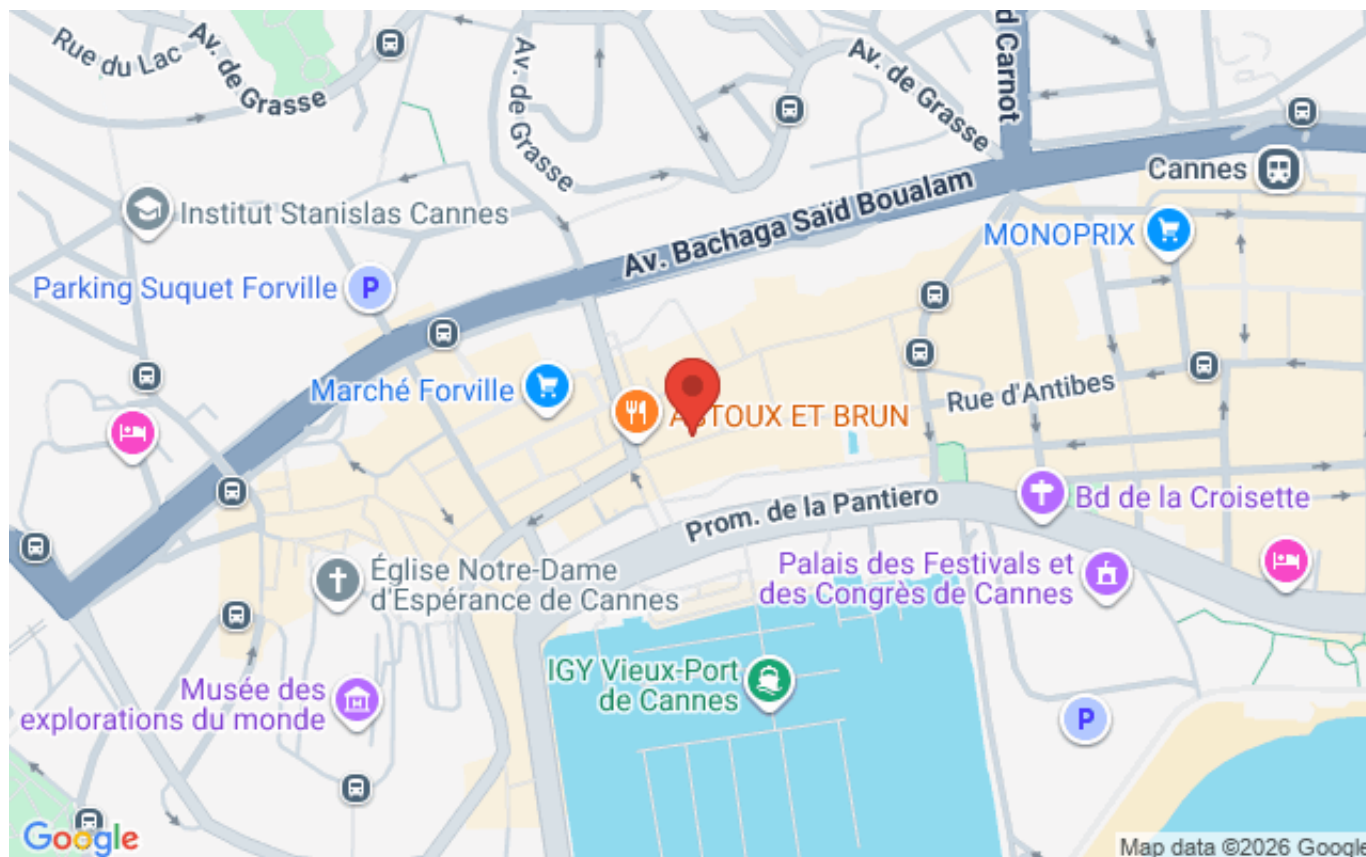 Rue du Lac
Av. de Grasse
Av. de Grasse
Av. de Grasse
d Carnot
Cannes
Institut Stanislas Cannes
Av. Bachaga Saïd Boualam
MONOPRIX
Parking Suquet Forville
P
Marché Forville
Rue d'Antibes
ASTOUX ET BRUN
Prom. de la Pantiero
Bd de la Croisette
Église Notre-Dame
d'Espérance de Cannes
Palais des Festivals et
des Congrès de Cannes
IGY Vieux-Port
de Cannes
Musée des
explorations du monde
P
Google
Map data ©2026 Google